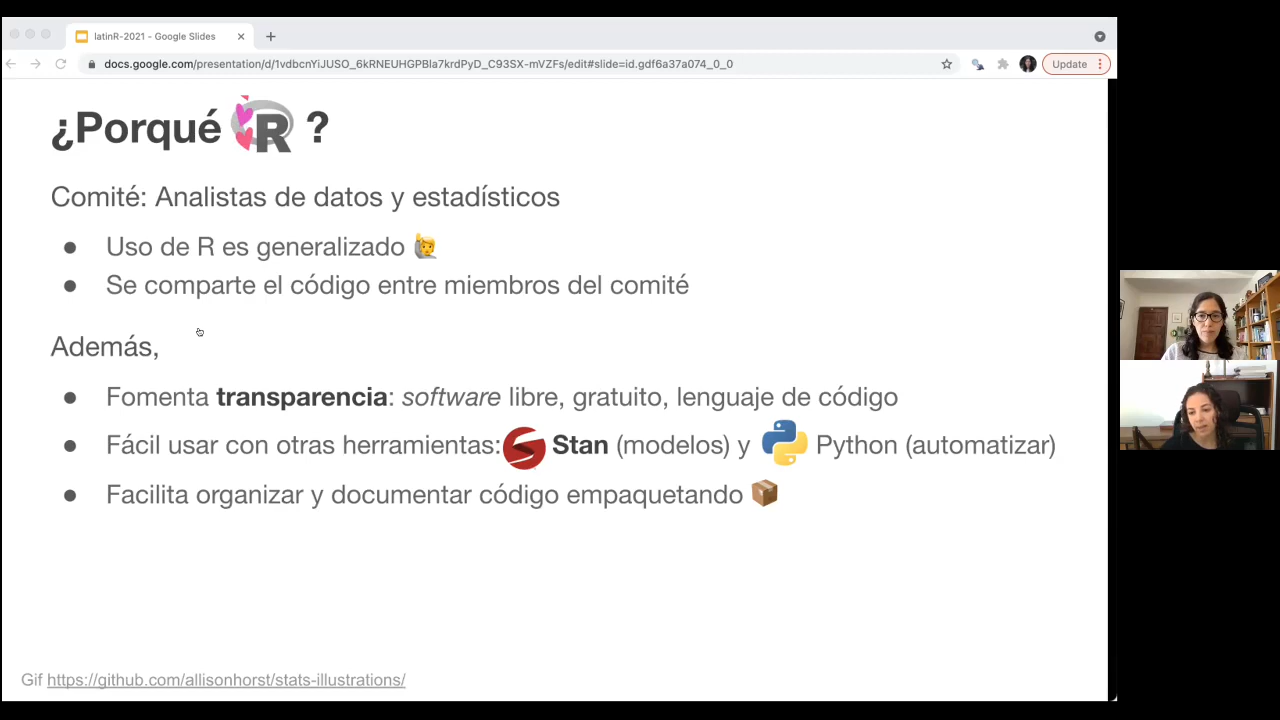 latinR-2021 - Google Slides
docs.google.com/presentation/d/1vdbcnYiJUSO_6kRNEUHGPBla7krdPyD_C93SX-mVZFs/edit#slide=id.gdf6a37a074_0_0
Update
¿Porqué R ?
Comité: Analistas de datos y estadísticos
● Uso de R es generalizado
● Se comparte el código entre miembros del comité
Además,
● Fomenta transparencia: software libre, gratuito, lenguaje de código
● Fácil usar con otras herramientas: Stan (modelos) y Python (automatizar)
● Facilita organizar y documentar código empaquetando
Gif https://github.com/allisonhorst/stats-illustrations/